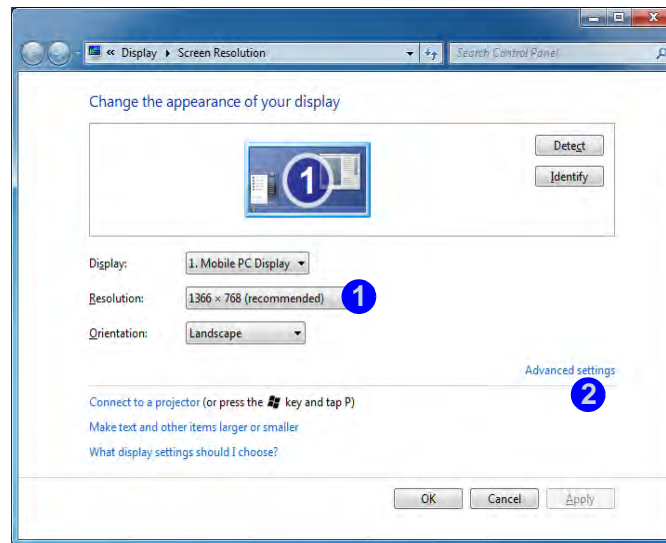 « Display ▸ Screen Resolution
Search Control Panel
Change the appearance of your display
1
Detect
Identify
Display: 1. Mobile PC Display
Resolution: 1366 × 768 (recommended) 1
Orientation: Landscape
Advanced settings
2
Connect to a projector (or press the key and tap P)
Make text and other items larger or smaller
What display settings should I choose?
OK Cancel Apply